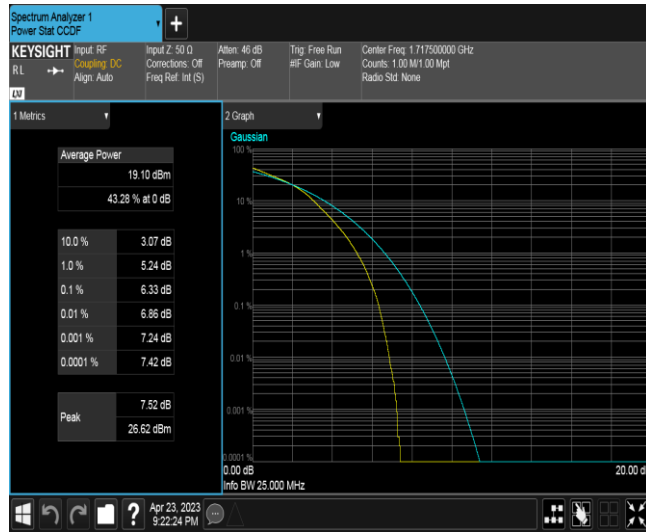 Spectrum Analyzer 1
Power Stat CCDF
+
KEYSIGHT
RL
LXI
Input: RF
Coupling: DC
Align: Auto
Input Z: 50 Ω
Corrections: Off
Freq Ref: Int (S)
Atten: 46 dB
Preamp: Off
Trig: Free Run
#IF Gain: Low
Center Freq: 1.717500000 GHz
Counts: 1.00 M/1.00 Mpt
Radio Std: None
1 Metrics
Average Power
19.10 dBm
43.28 % at 0 dB
10.0 % 3.07 dB
1.0 % 5.24 dB
0.1 % 6.33 dB
0.01 % 6.86 dB
0.001 % 7.24 dB
0.0001 % 7.42 dB
Peak
7.52 dB
26.62 dBm
2 Graph
Gaussian
100 %
10 %
1 %
0.1 %
0.01 %
0.001 %
0.0001 %
0.00 dB
20.00 d
Info BW 25.000 MHz
?
Apr 23, 2023
9:22:24 PM